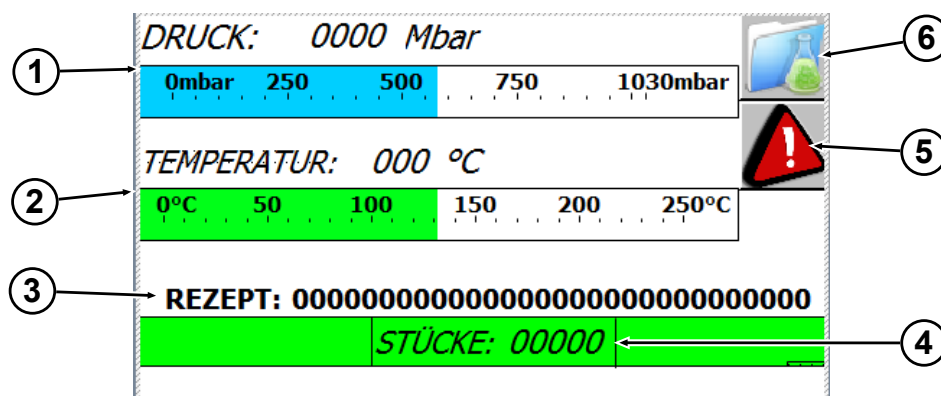 DRUCK: 0000 Mbar
0mbar 250 500 750 1030mbar
TEMPERATUR: 000 °C
0°C 50 100 150 200 250°C
REZEPT: 000000000000000000000000000000
STÜCKE: 00000
1
2
3
4
5
6